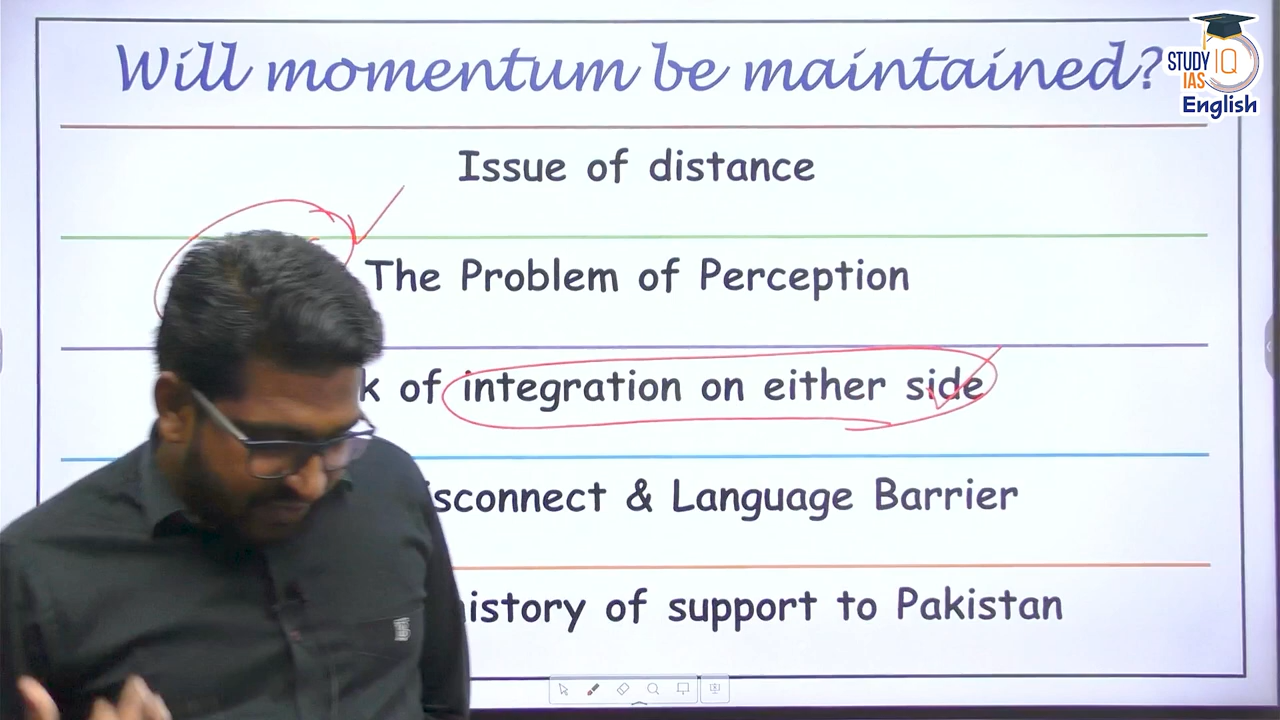 Will momentum be maintained?
STUDY IQ
IAS
English
Issue of distance
The Problem of Perception
k of integration on either side
isconnect & Language Barrier
history of support to Pakistan